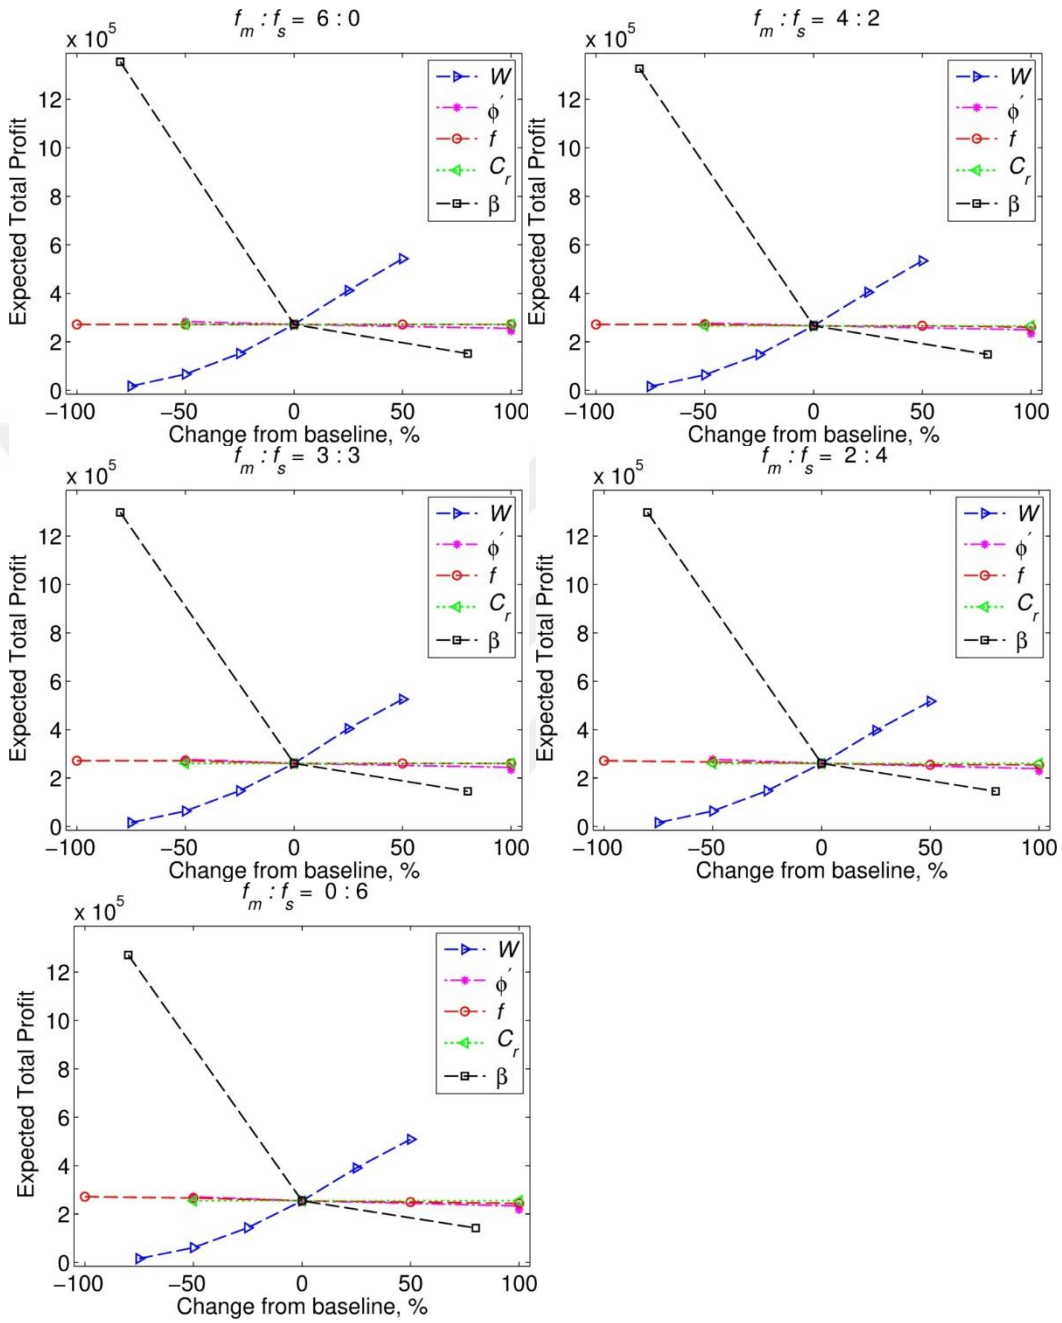 f_m : f_s = 6 : 0
x 10^5
Expected Total Profit
12
10
8
6
4
2
0
−100 −50 0 50 100
Change from baseline, %
W
ϕ′
f
C_r
β
f_m : f_s = 4 : 2
x 10^5
Expected Total Profit
12
10
8
6
4
2
0
−100 −50 0 50 100
Change from baseline, %
W
ϕ′
f
C_r
β
f_m : f_s = 3 : 3
x 10^5
Expected Total Profit
12
10
8
6
4
2
0
−100 −50 0 50 100
Change from baseline, %
W
ϕ′
f
C_r
β
f_m : f_s = 2 : 4
x 10^5
Expected Total Profit
12
10
8
6
4
2
0
−100 −50 0 50 100
Change from baseline, %
W
ϕ′
f
C_r
β
f_m : f_s = 0 : 6
x 10^5
Expected Total Profit
12
10
8
6
4
2
0
−100 −50 0 50 100
Change from baseline, %
W
ϕ′
f
C_r
β